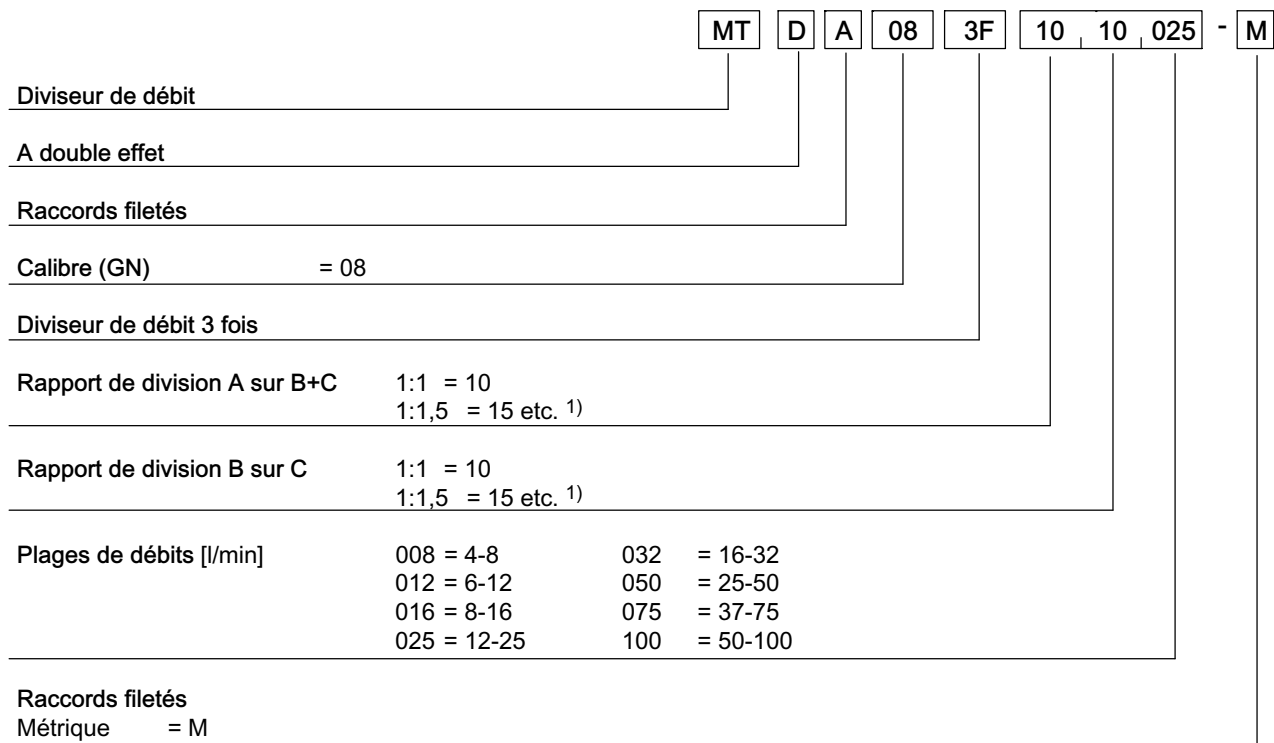 MT D A 08 3F 10 10 025 - M
Diviseur de débit
A double effet
Raccords filetés
Calibre (GN) = 08
Diviseur de débit 3 fois
Rapport de division A sur B+C 1:1 = 10
1:1,5 = 15 etc. 1)
Rapport de division B sur C 1:1 = 10
1:1,5 = 15 etc. 1)
Plages de débits [l/min] 008 = 4-8 032 = 16-32
012 = 6-12 050 = 25-50
016 = 8-16 075 = 37-75
025 = 12-25 100 = 50-100
Raccords filetés
Métrique = M